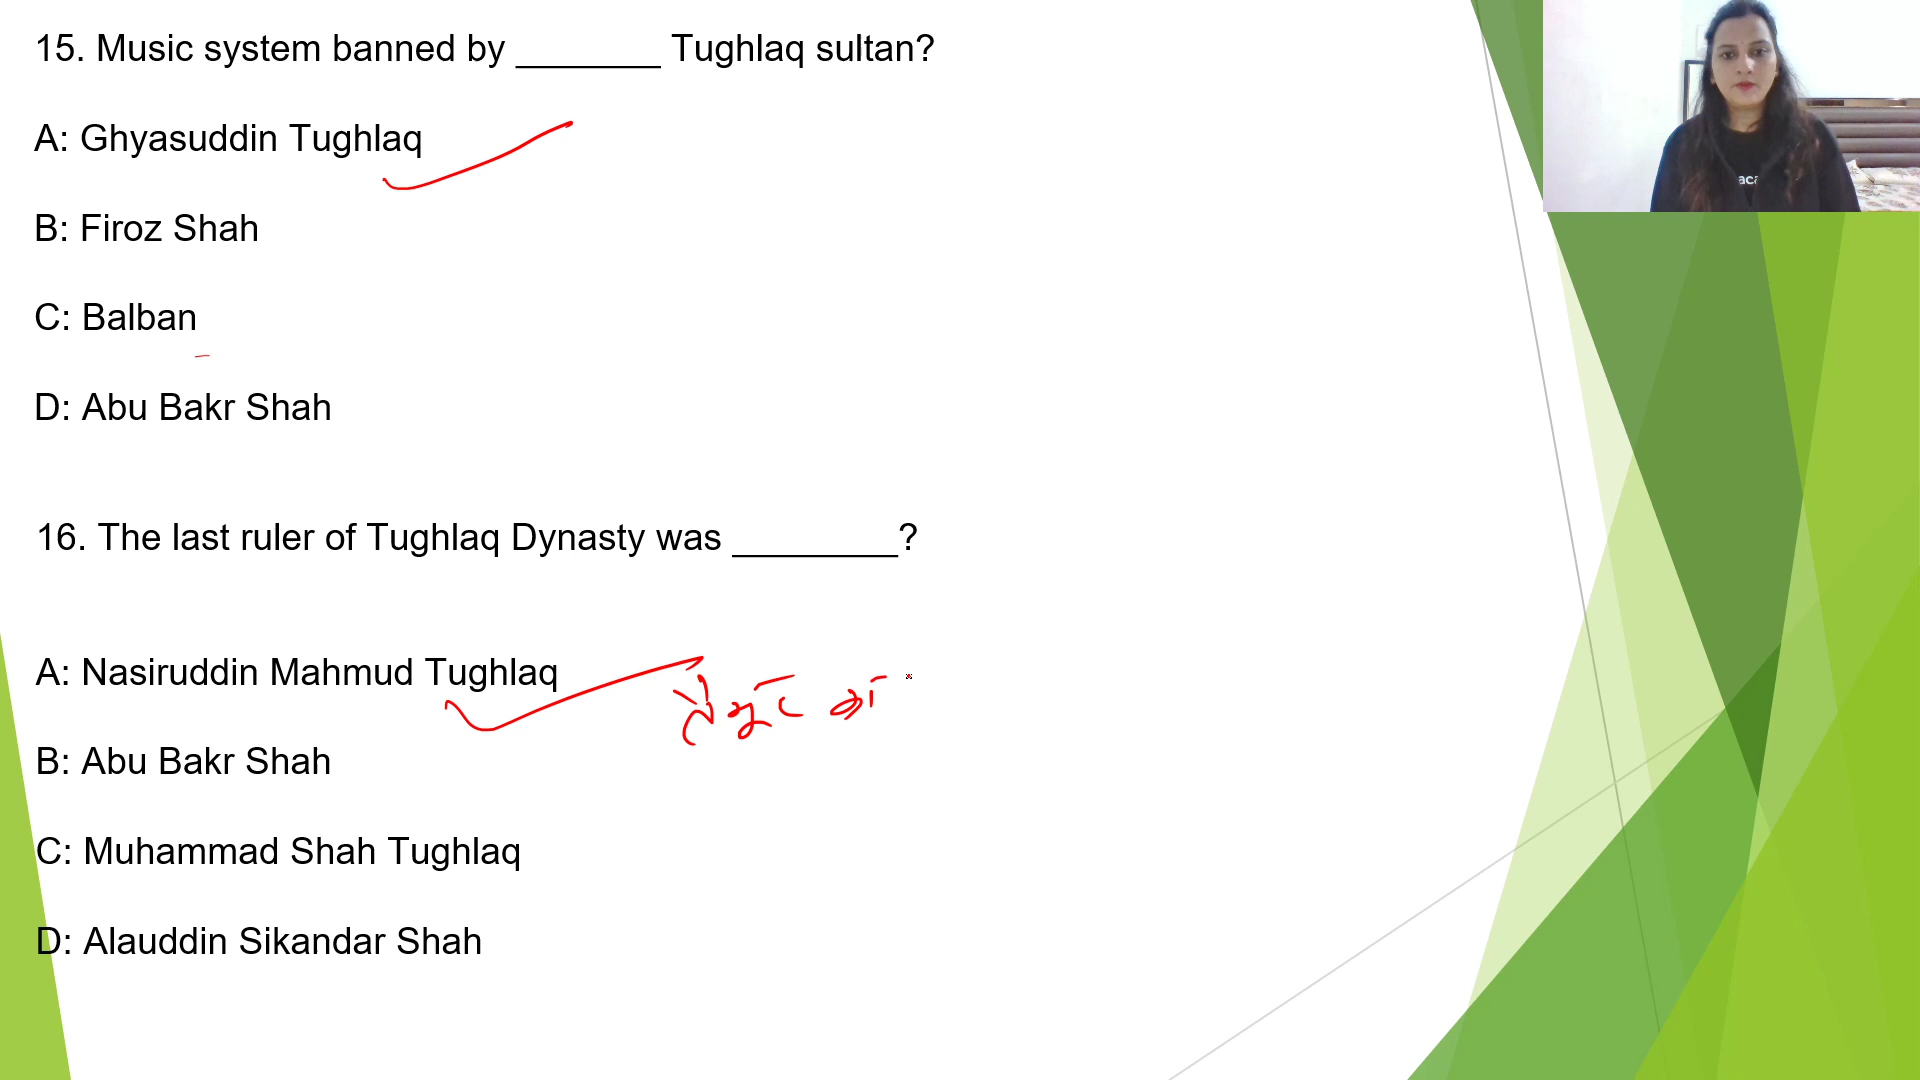 15. Music system banned by _______ Tughlaq sultan?
A: Ghyasuddin Tughlaq
B: Firoz Shah
C: Balban
D: Abu Bakr Shah
16. The last ruler of Tughlaq Dynasty was ________?
A: Nasiruddin Mahmud Tughlaq
B: Abu Bakr Shah
C: Muhammad Shah Tughlaq
D: Alauddin Sikandar Shah